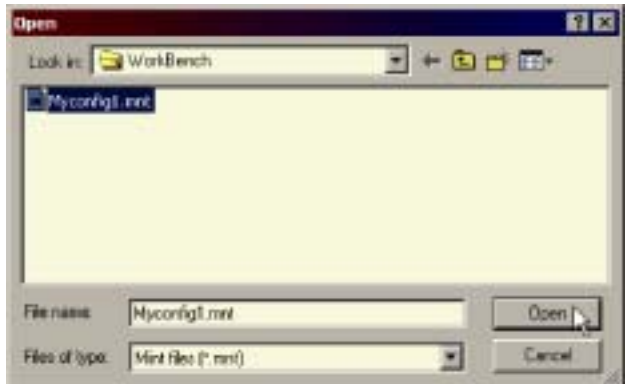 Open
Look in: WorkBench
Myconfig1.mnt
File name: Myconfig1.mnt Open
Files of type: Mint files (*.mnt) Cancel